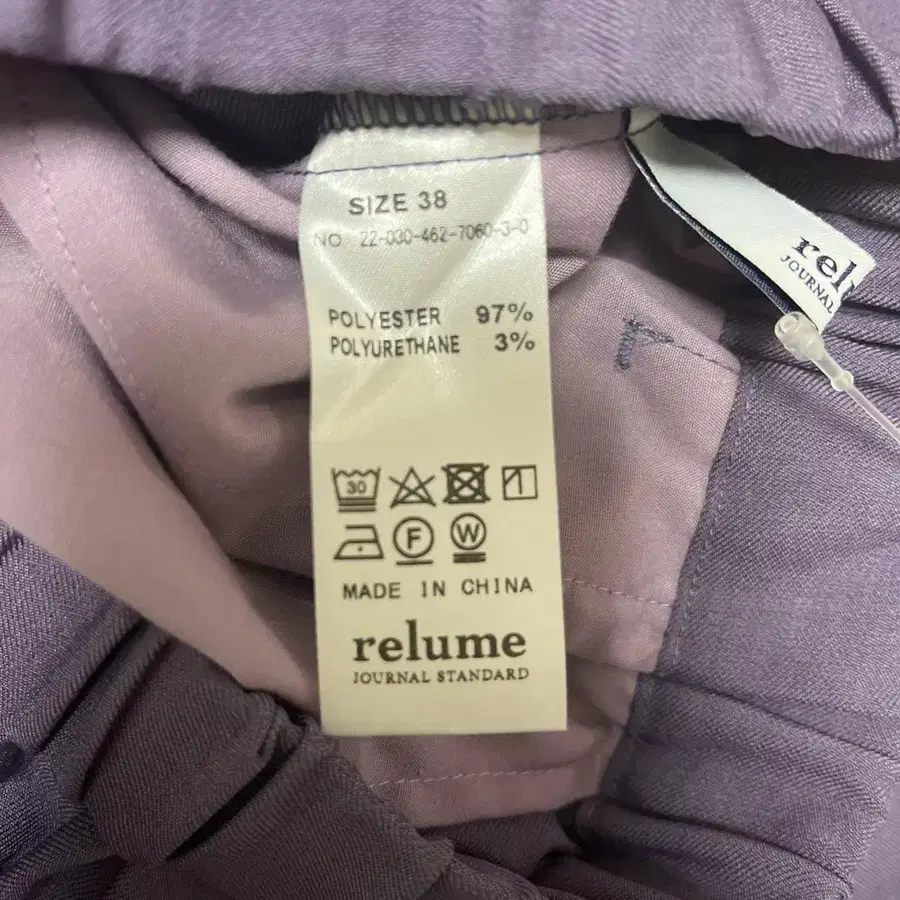 SIZE 38
NO 22-030-462-7060-3-0
POLYESTER 97%
POLYURETHANE 3%
30
F W
MADE IN CHINA
relume
JOURNAL STANDARD
JOURNAL